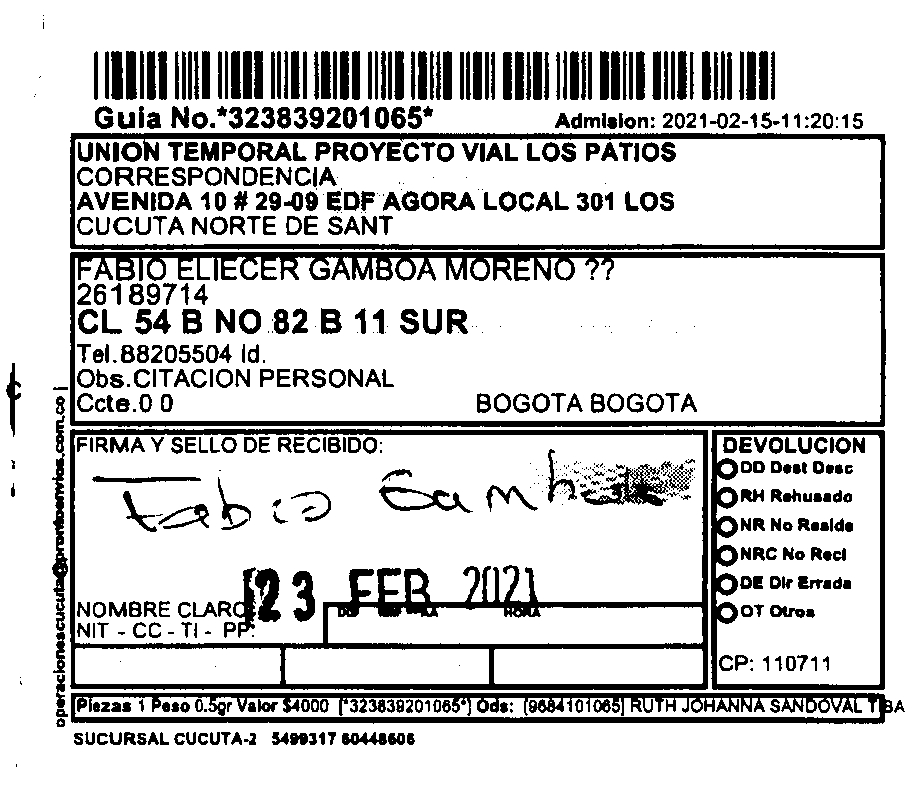 Guia No.*323839201065*
Admision: 2021-02-15-11:20:15
UNION TEMPORAL PROYECTO VIAL LOS PATIOS
CORRESPONDENCIA
AVENIDA 10 # 29-09 EDF AGORA LOCAL 301 LOS
CUCUTA NORTE DE SANT
FABIO ELIECER GAMBOA MORENO ??
26189714
CL 54 B NO 82 B 11 SUR
Tel.88205504 Id.
Obs.CITACION PERSONAL
Ccte.0 0 BOGOTA BOGOTA
operacionescucuta@prontoenvios.com.co
FIRMA Y SELLO DE RECIBIDO:
Fabio Gamboa
23 FEB 2021
NOMBRE CLARO
HORA
NIT - CC - TI - PP:
DEVOLUCION
DD Dest Desc
RH Rehusado
NR No Reside
NRC No Recl
DE Dir Errada
OT Otros
CP: 110711
Piezas 1 Peso 0.5gr Valor $4000 (*323839201065*) Ods: [9684101065] RUTH JOHANNA SANDOVAL TIBA
SUCURSAL CUCUTA-2 5499317 60448606